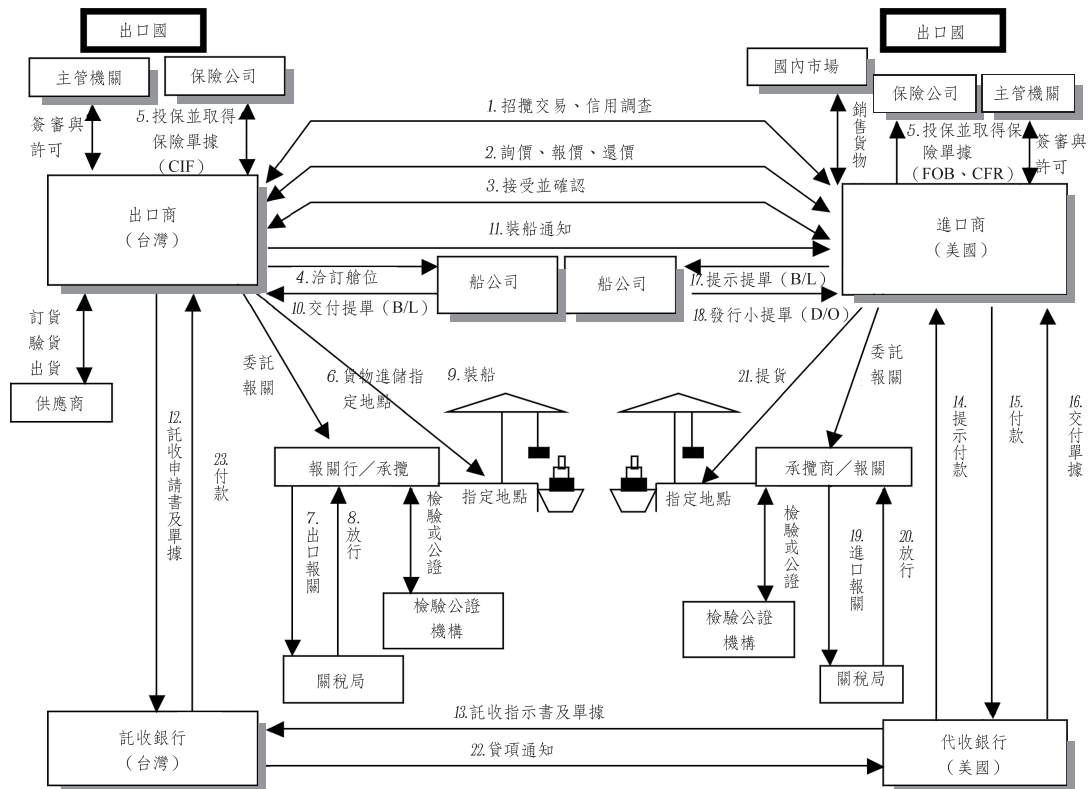 出口國
出口國
主管機關
保險公司
國內市場
保險公司
主管機關
簽審與
許可
5.投保並取得
保險單據
(CIF)
1.招攬交易、信用調查
2.詢價、報價、還價
3.接受並確認
11.裝船通知
銷售貨物
5.投保並取得保
險單據
(FOB、CFR)
簽審與
許可
出口商
(台灣)
進口商
(美國)
4.洽訂艙位
10.交付提單(B/L)
船公司
船公司
17.提示提單(B/L)
18.發行小提單(D/O)
訂貨
驗貨
出貨
供應商
委託
報關
6.貨物進儲指
定地點
9.裝船
21.提貨
委託
報關
12.託收申請書及單據
23.付款
14.提示付款
15.付款
16.交付單據
報關行/承攬
指定地點
指定地點
承攬商/報關
7.出口報關
8.放行
檢驗或公證
檢驗或公證
19.進口報關
20.放行
檢驗公證
機構
檢驗公證
機構
關稅局
關稅局
13.託收指示書及單據
22.貸項通知
託收銀行
(台灣)
代收銀行
(美國)